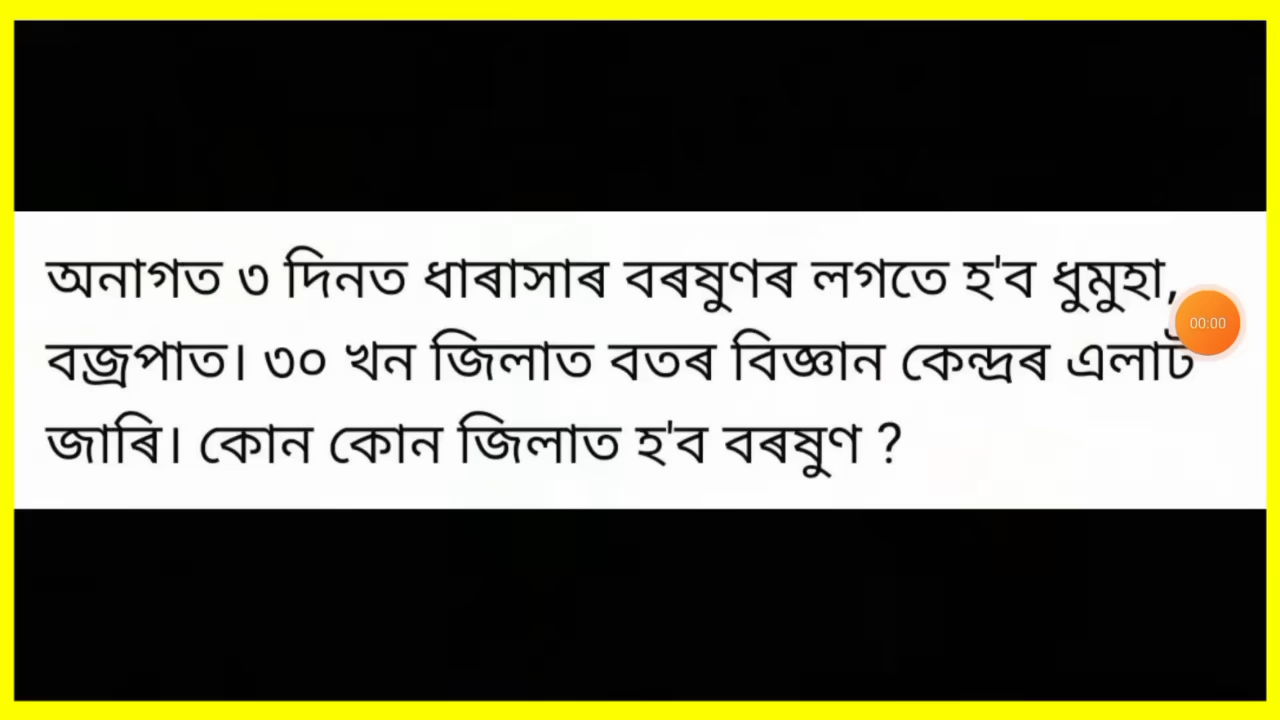 অনাগত ৩ দিনত ধাৰাসাৰ বৰষুণৰ লগতে হ'ব ধুমুহা,
00:00
বজ্ৰপাত। ৩০ খন জিলাত বতৰ বিজ্ঞান কেন্দ্ৰৰ এলাৰ্ট
জাৰি। কোন কোন জিলাত হ'ব বৰষুণ ?